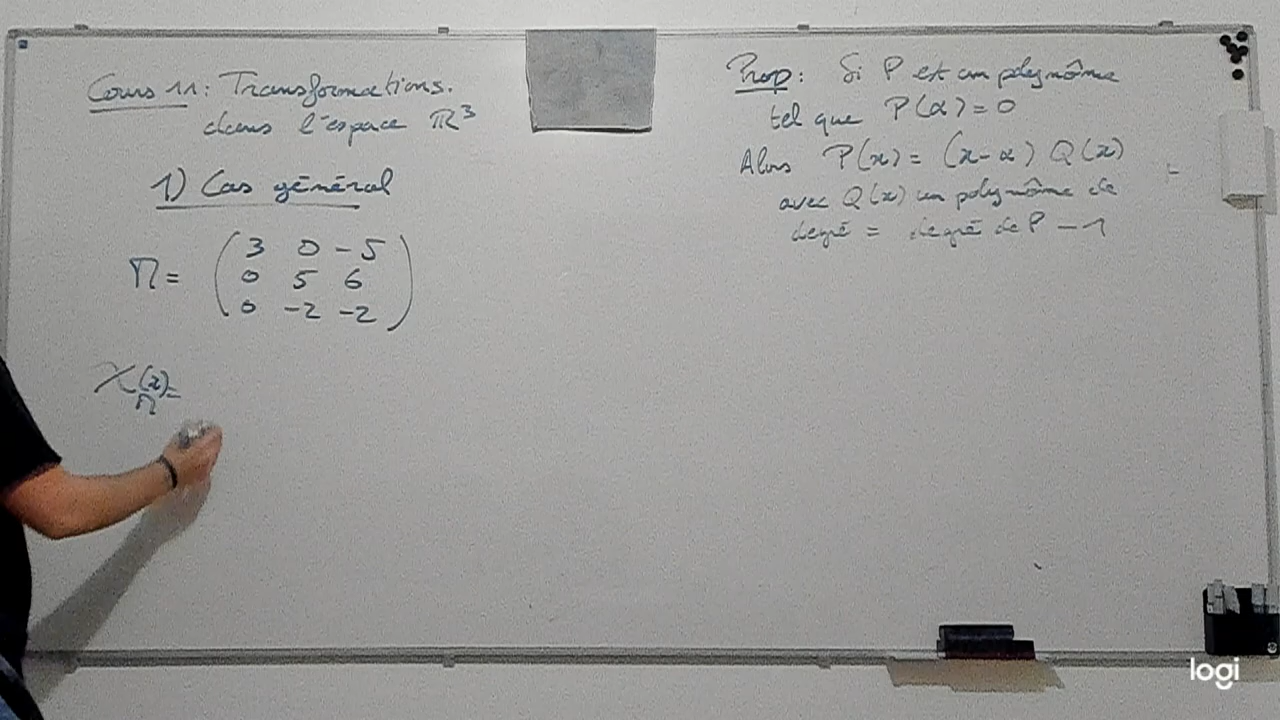 Cours 11: Transformations.
dans l'espace ℝ³
1) Cas général
M = ( 3 0 -5
0 5 6
0 -2 -2 )
χ_M(x) =
Prop: Si P est un polynôme
tel que P(α) = 0
Alors P(x) = (x-α) Q(x)
avec Q(x) un polynôme de
degré = degré de P - 1
logi